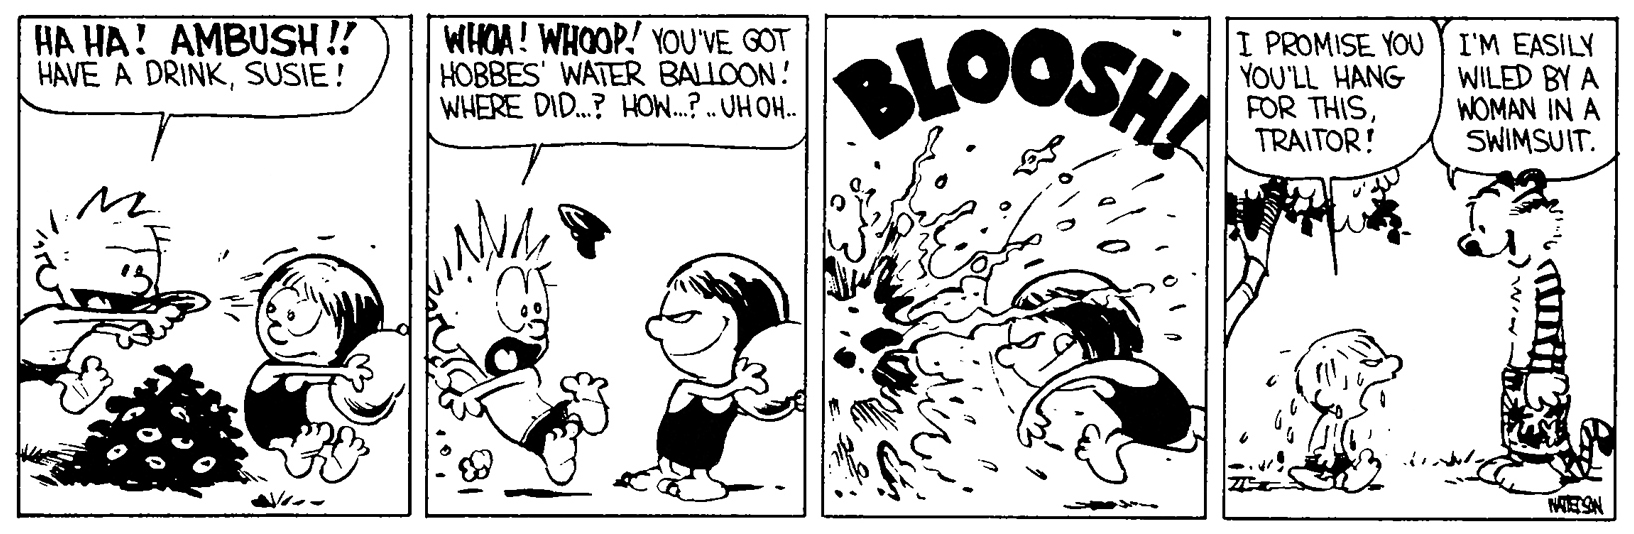 HA HA! AMBUSH!!
HAVE A DRINK, SUSIE!
WHOA! WHOOP! YOU'VE GOT
HOBBES' WATER BALLOON!
WHERE DID...? HOW...? ..UH OH..
BLOOSH!
I PROMISE YOU
YOU'LL HANG
FOR THIS,
TRAITOR!
I'M EASILY
WILED BY A
WOMAN IN A
SWIMSUIT.
WATTERSON